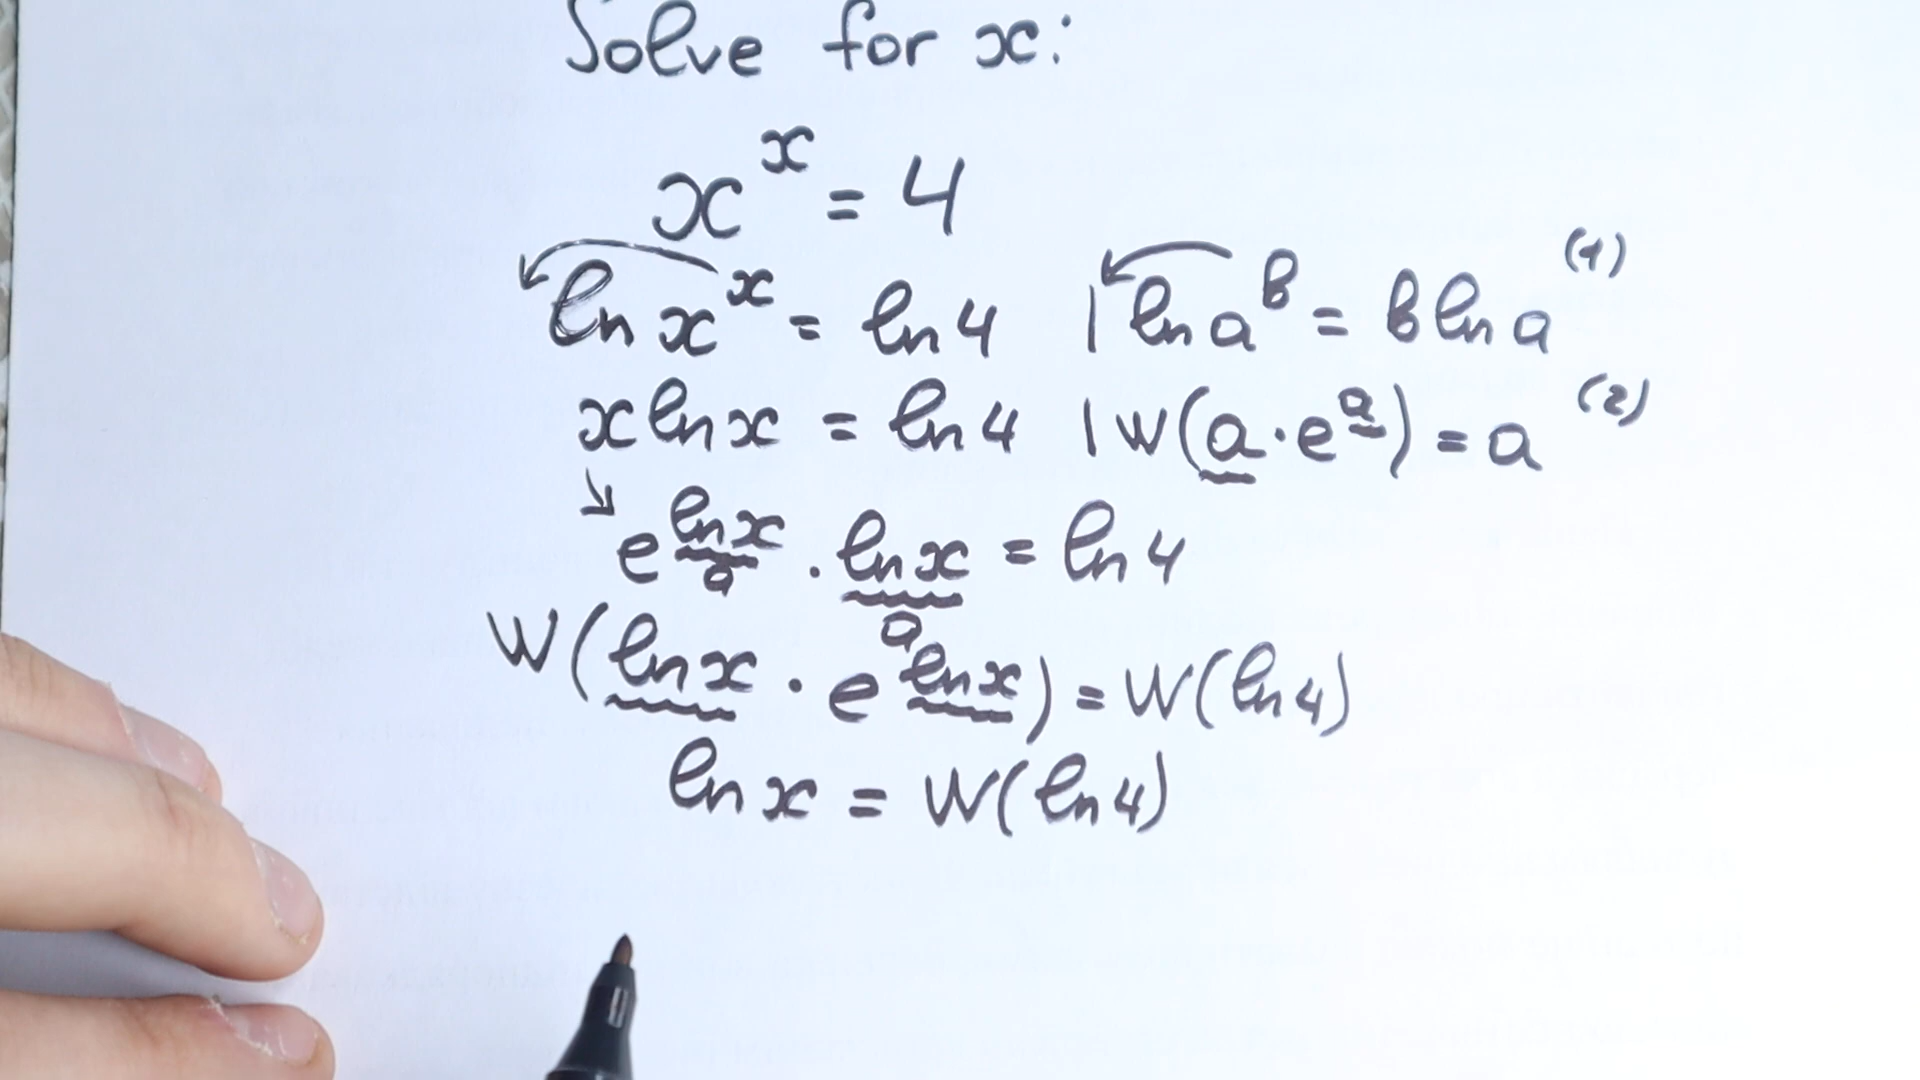 Solve for x:
x^x = 4
ln x^x = ln 4 | ln a^b = b ln a (1)
x ln x = ln 4 | W(a · e^a) = a (2)
e^(ln x) · ln x = ln 4
a a
W(ln x · e^(ln x)) = W(ln 4)
ln x = W(ln 4)